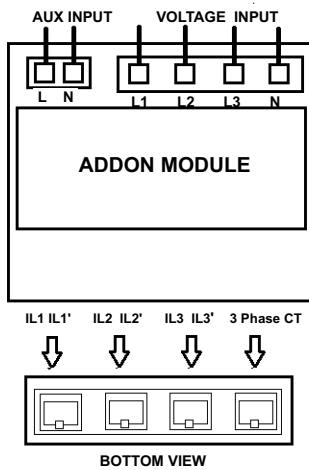 AUX INPUT VOLTAGE INPUT
L N L1 L2 L3 N
ADDON MODULE
IL1 IL1' IL2 IL2' IL3 IL3' 3 Phase CT
BOTTOM VIEW